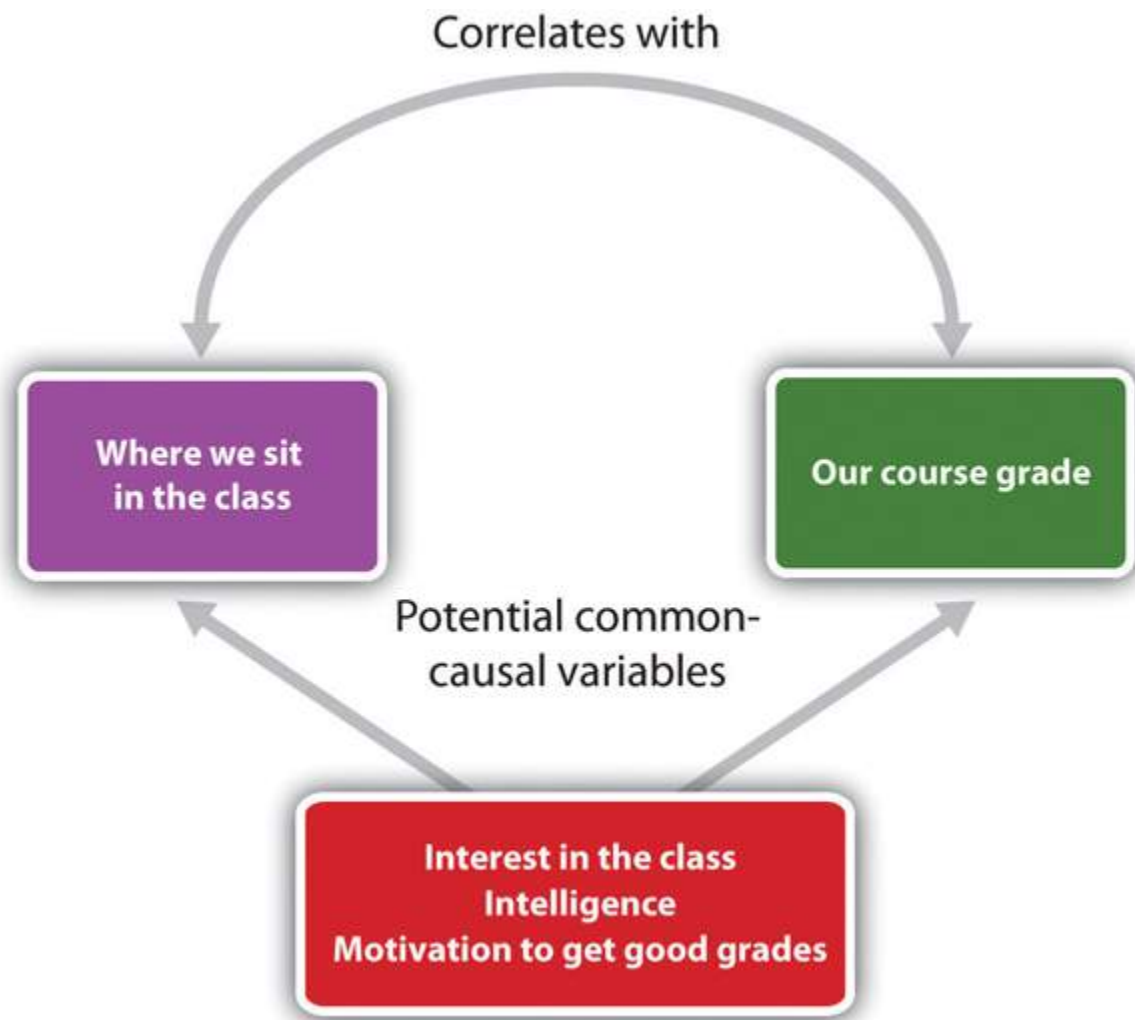 Correlates with
Where we sit
in the class
Our course grade
Potential common-
causal variables
Interest in the class
Intelligence
Motivation to get good grades